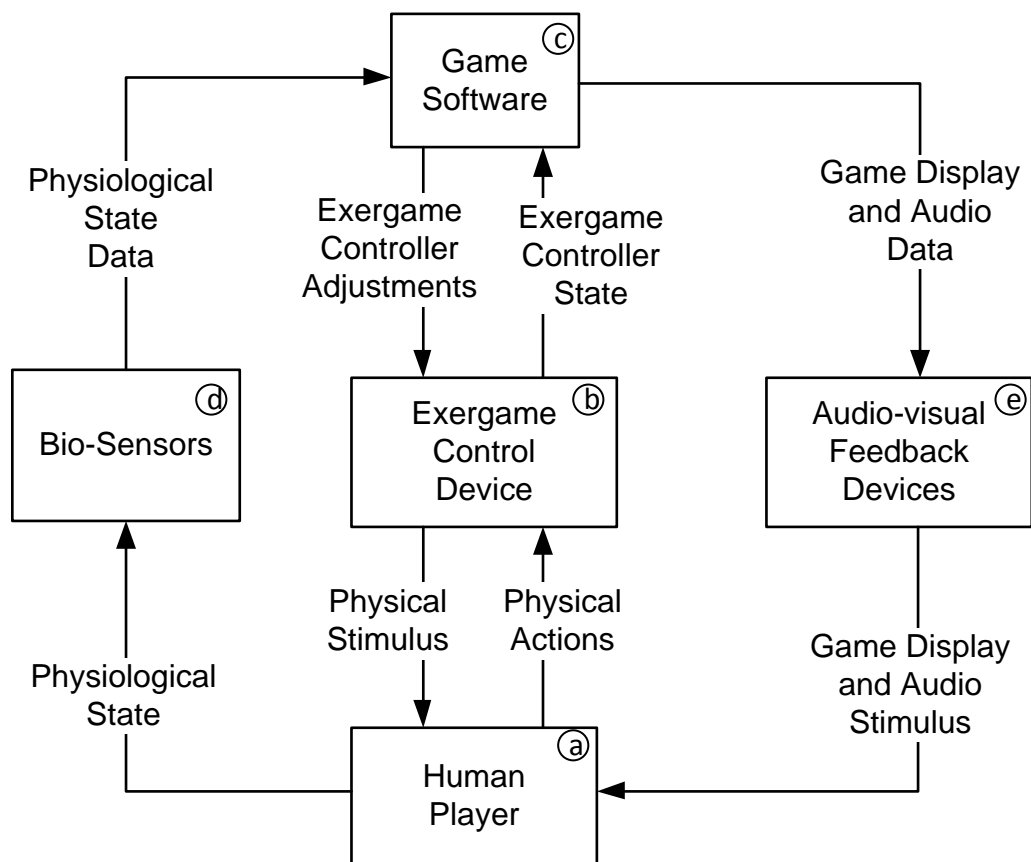 c
Game
Software
Physiological
State
Data
Exergame
Controller
Adjustments
Exergame
Controller
State
Game Display
and Audio
Data
d
Bio-Sensors
b
Exergame
Control
Device
e
Audio-visual
Feedback
Devices
Physiological
State
Physical
Stimulus
Physical
Actions
Game Display
and Audio
Stimulus
a
Human
Player